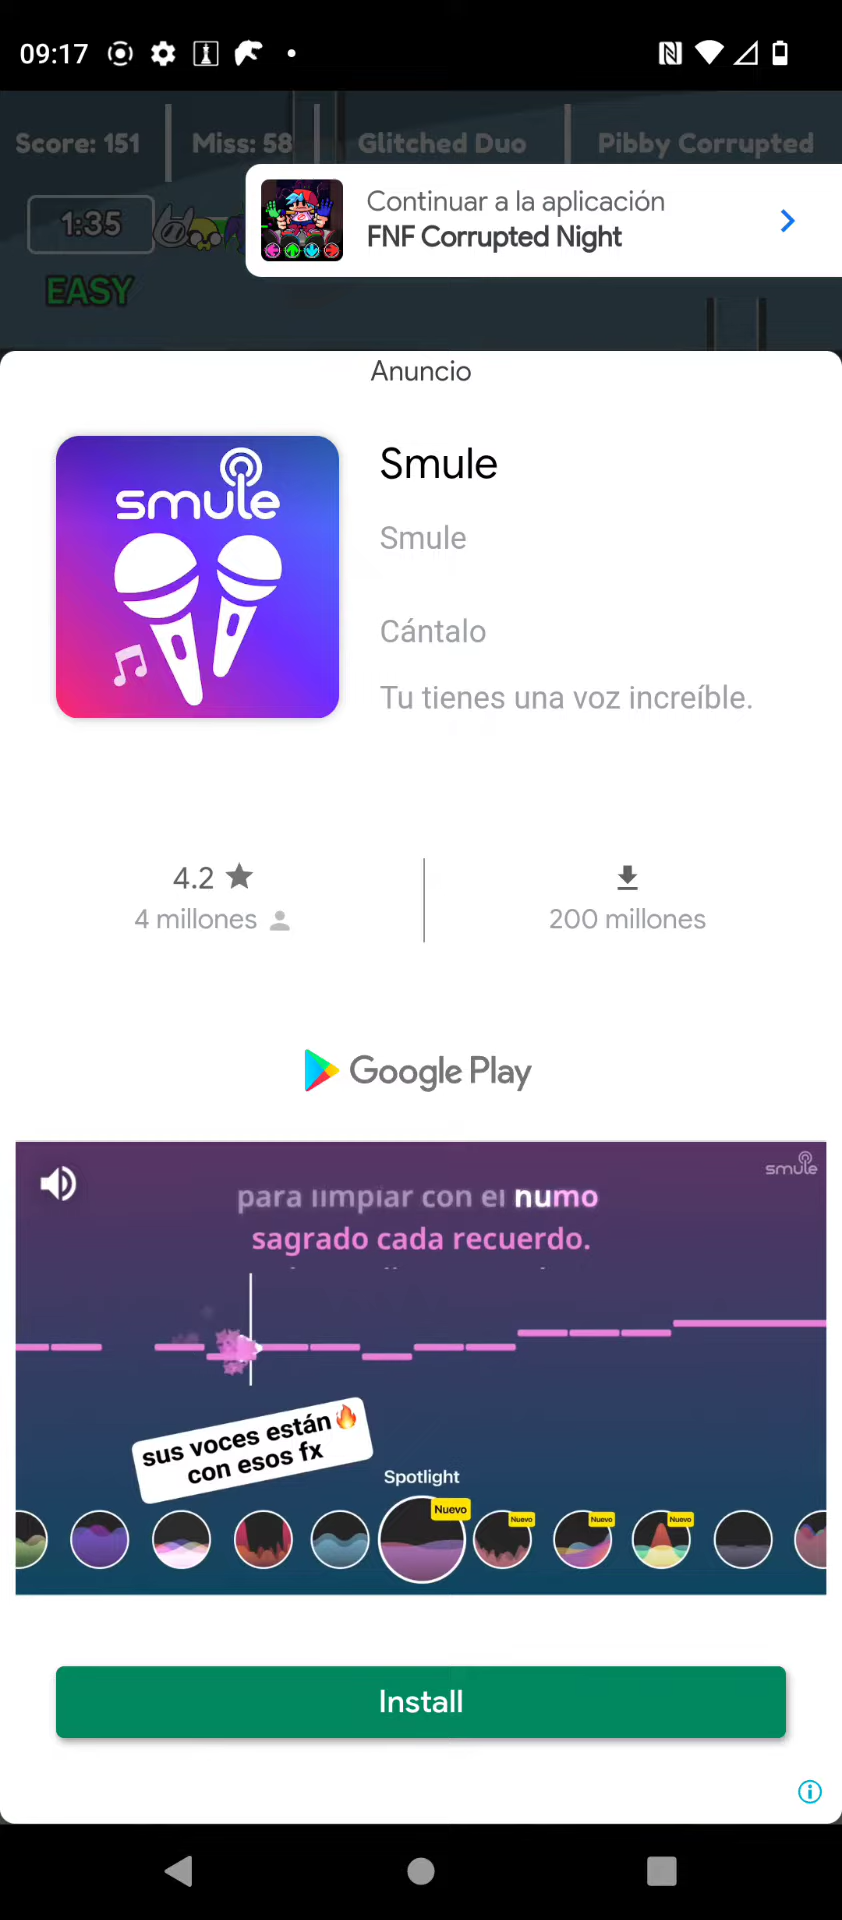 09:17
Score: 151
Miss: 58
Glitched Duo
Pibby Corrupted
1:35
Continuar a la aplicación
FNF Corrupted Night
EASY
Anuncio
smule
Smule
Smule
Cántalo
Tu tienes una voz increíble.
4.2
4 millones
200 millones
Google Play
smule
para limpiar con el humo
sagrado cada recuerdo.
sus voces están
con esos fx
Spotlight
Nuevo
Nuevo
Nuevo
Nuevo
Install